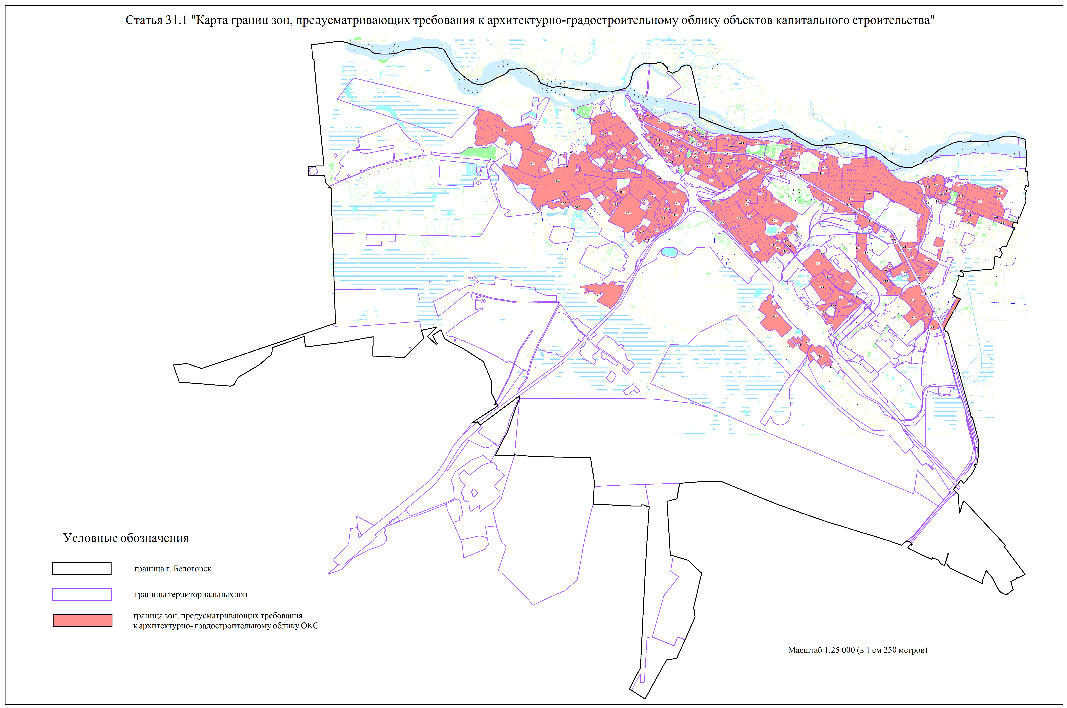 Статья 31.1 "Карта границ зон, предусматривающих требования к архитектурно-градостроительному облику объектов капитального строительства"
Условные обозначения
граница г. Белогорск
границы территориальных зон
граница зон, предусматривающих требования
к архитектурно-градостроительному облику ОКС
Масштаб 1:25 000 (в 1 см 250 метров)